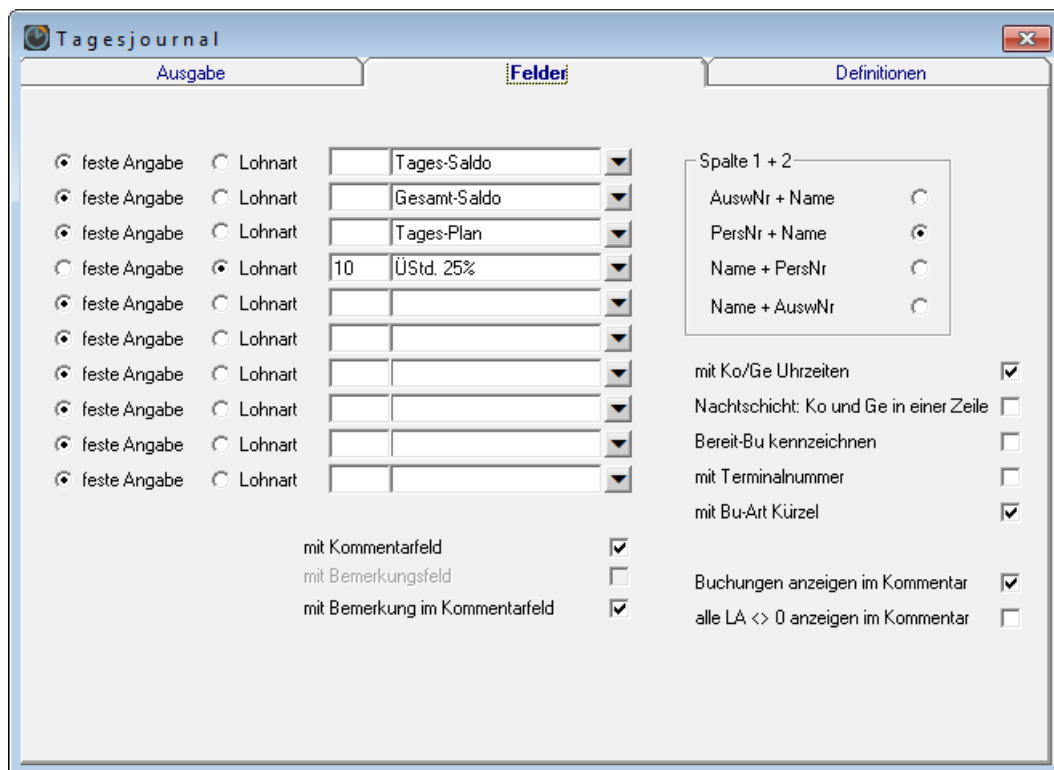 Tagesjournal
Ausgabe
Felder
Definitionen
feste Angabe Lohnart Tages-Saldo
feste Angabe Lohnart Gesamt-Saldo
feste Angabe Lohnart Tages-Plan
feste Angabe Lohnart 10 ÜStd. 25%
feste Angabe Lohnart
feste Angabe Lohnart
feste Angabe Lohnart
feste Angabe Lohnart
feste Angabe Lohnart
feste Angabe Lohnart
mit Kommentarfeld
mit Bemerkungsfeld
mit Bemerkung im Kommentarfeld
Spalte 1 + 2
AuswNr + Name
PersNr + Name
Name + PersNr
Name + AuswNr
mit Ko/Ge Uhrzeiten
Nachtschicht: Ko und Ge in einer Zeile
Bereit-Bu kennzeichnen
mit Terminalnummer
mit Bu-Art Kürzel
Buchungen anzeigen im Kommentar
alle LA <> 0 anzeigen im Kommentar